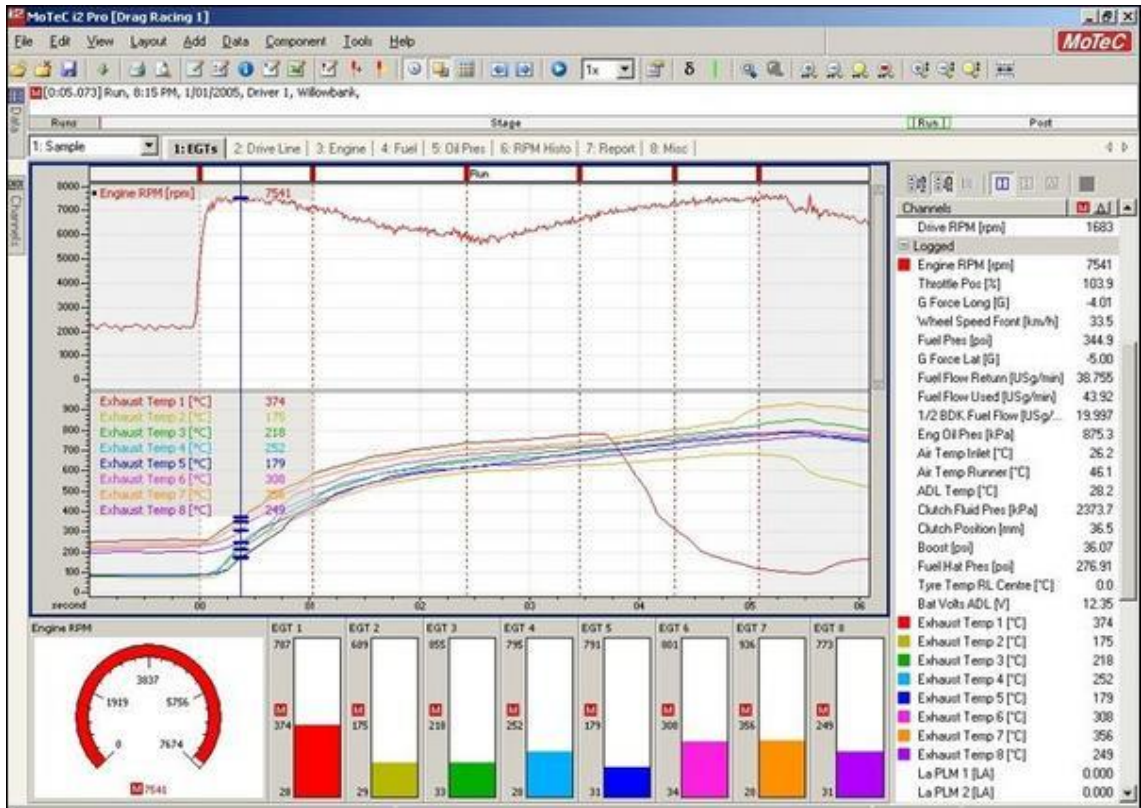 MoTeC i2 Pro [Drag Racing 1]
File Edit View Layout Add Data Component Tools Help
MoTeC
1x
[0:05.073] Run, 8:15 PM, 1/01/2005, Driver 1, Willowbank,
Data
Runs Stage [Run] Post
1: Sample 1: EGTs 2: Drive Line 3: Engine 4: Fuel 5: Oil Pres 6: RPM Histo 7: Report 8: Misc
Channels
Run
Engine RPM [rpm] 7541
8000
7000
6000
5000
4000
3000
2000
1000
0
Exhaust Temp 1 [°C] 374
Exhaust Temp 2 [°C] 175
Exhaust Temp 3 [°C] 218
Exhaust Temp 4 [°C] 252
Exhaust Temp 5 [°C] 179
Exhaust Temp 6 [°C] 308
Exhaust Temp 7 [°C] 356
Exhaust Temp 8 [°C] 249
900
800
700
600
500
400
300
200
100
0
second 00 01 02 03 04 05 06
Engine RPM
0 1919 3837 5756 7674
M 7541
EGT 1 EGT 2 EGT 3 EGT 4 EGT 5 EGT 6 EGT 7 EGT 8
787 689 855 795 791 801 936 773
M M M M M M M M
374 175 218 252 179 308 356 249
28 29 33 28 31 34 28 31
Channels M
Drive RPM [rpm] 1683
Logged
Engine RPM [rpm] 7541
Throttle Pos [%] 103.9
G Force Long [G] -4.01
Wheel Speed Front [km/h] 33.5
Fuel Pres [psi] 344.9
G Force Lat [G] -5.00
Fuel Flow Return [USg/min] 38.755
Fuel Flow Used [USg/min] 43.92
1/2 BDK Fuel Flow [USg/... 19.997
Eng Oil Pres [kPa] 875.3
Air Temp Inlet [°C] 26.2
Air Temp Runner [°C] 46.1
ADL Temp [°C] 28.2
Clutch Fluid Pres [kPa] 2373.7
Clutch Position [mm] 36.5
Boost [psi] 36.07
Fuel Hat Pres [psi] 276.91
Tyre Temp RL Centre [°C] 0.0
Bat Volts ADL [V] 12.35
Exhaust Temp 1 [°C] 374
Exhaust Temp 2 [°C] 175
Exhaust Temp 3 [°C] 218
Exhaust Temp 4 [°C] 252
Exhaust Temp 5 [°C] 179
Exhaust Temp 6 [°C] 308
Exhaust Temp 7 [°C] 356
Exhaust Temp 8 [°C] 249
La PLM 1 [LA] 0.000
La PLM 2 [LA] 0.000